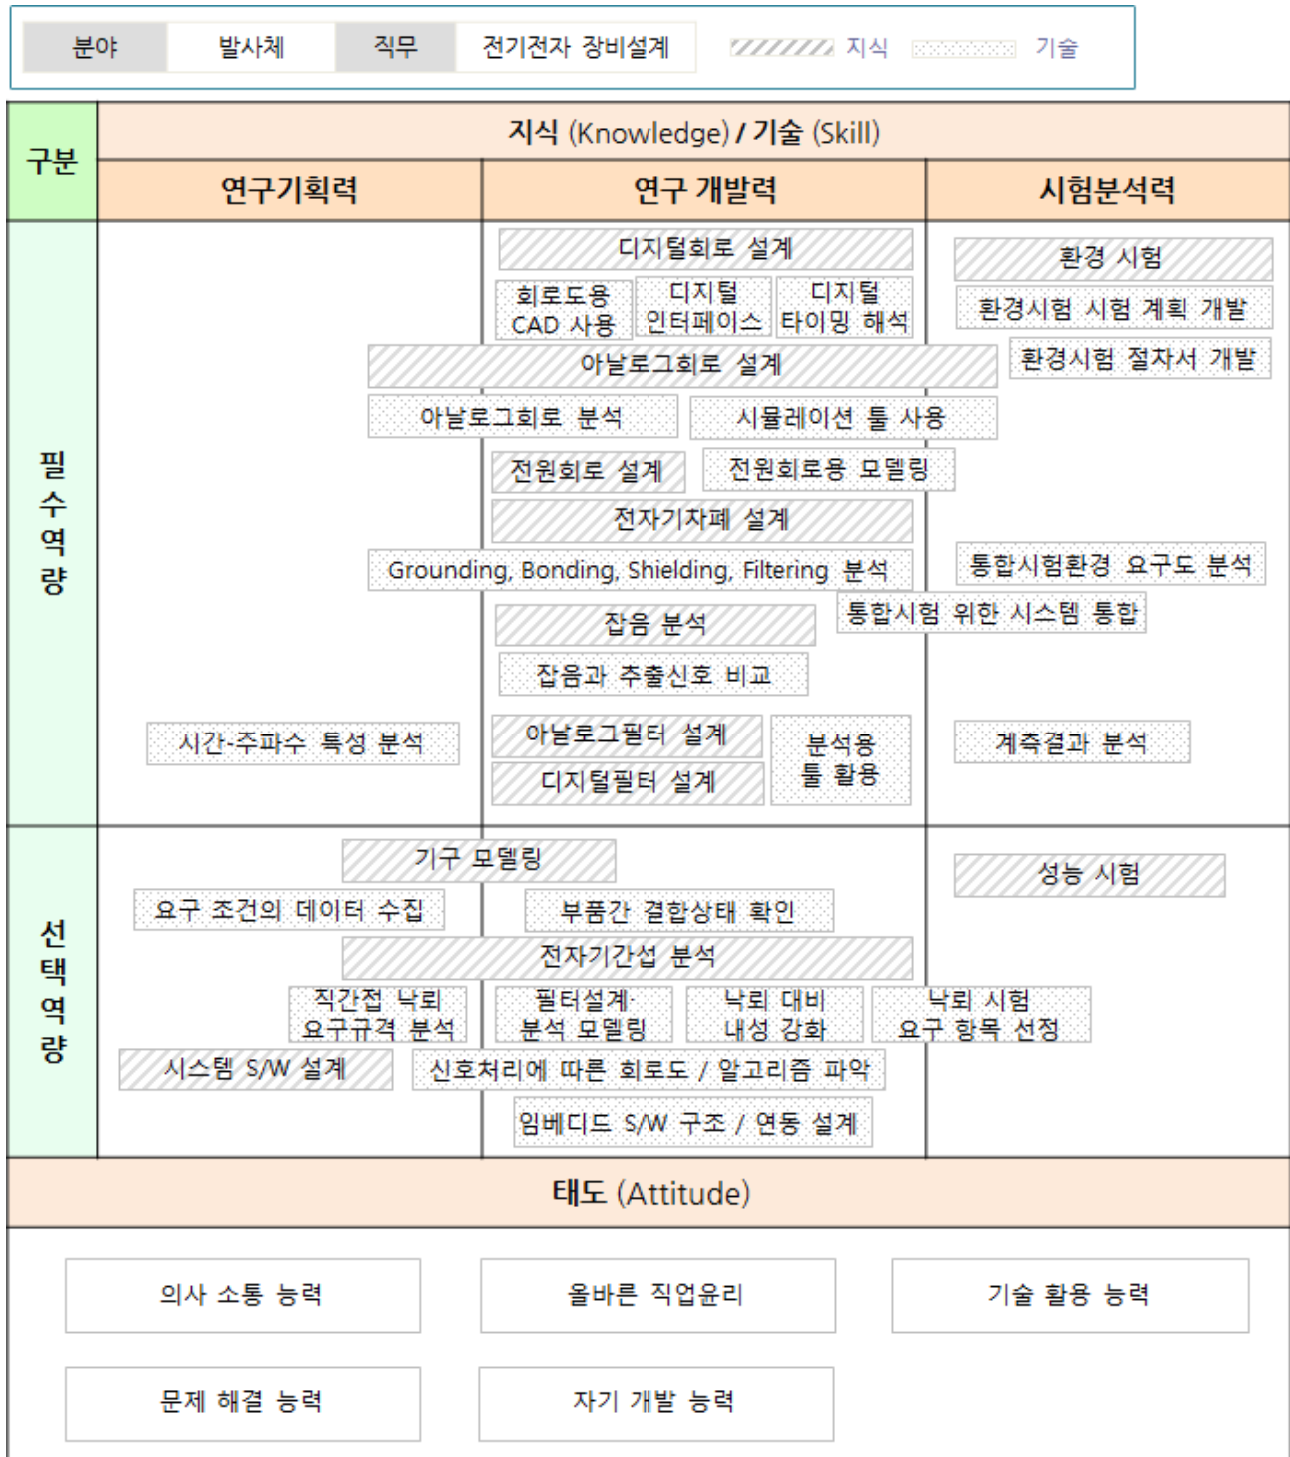 분야 발사체 직무 전기전자 장비설계 지식 기술
구분
지식 (Knowledge) / 기술 (Skill)
연구기획력 연구 개발력 시험분석력
필수역량
디지털회로 설계
환경 시험
회로도용
CAD 사용
디지털
인터페이스
디지털
타이밍 해석
환경시험 시험 계획 개발
아날로그회로 설계
환경시험 절차서 개발
아날로그회로 분석
시뮬레이션 툴 사용
전원회로 설계
전원회로용 모델링
전자기차폐 설계
Grounding, Bonding, Shielding, Filtering 분석
통합시험환경 요구도 분석
잡음 분석
통합시험 위한 시스템 통합
잡음과 추출신호 비교
시간-주파수 특성 분석
아날로그필터 설계
디지털필터 설계
분석용
툴 활용
계측결과 분석
선택역량
기구 모델링
성능 시험
요구 조건의 데이터 수집
부품간 결합상태 확인
전자기간섭 분석
직간접 낙뢰
요구규격 분석
필터설계·
분석 모델링
낙뢰 대비
내성 강화
낙뢰 시험
요구 항목 선정
시스템 S/W 설계
신호처리에 따른 회로도 / 알고리즘 파악
임베디드 S/W 구조 / 연동 설계
태도 (Attitude)
의사 소통 능력
올바른 직업윤리
기술 활용 능력
문제 해결 능력
자기 개발 능력